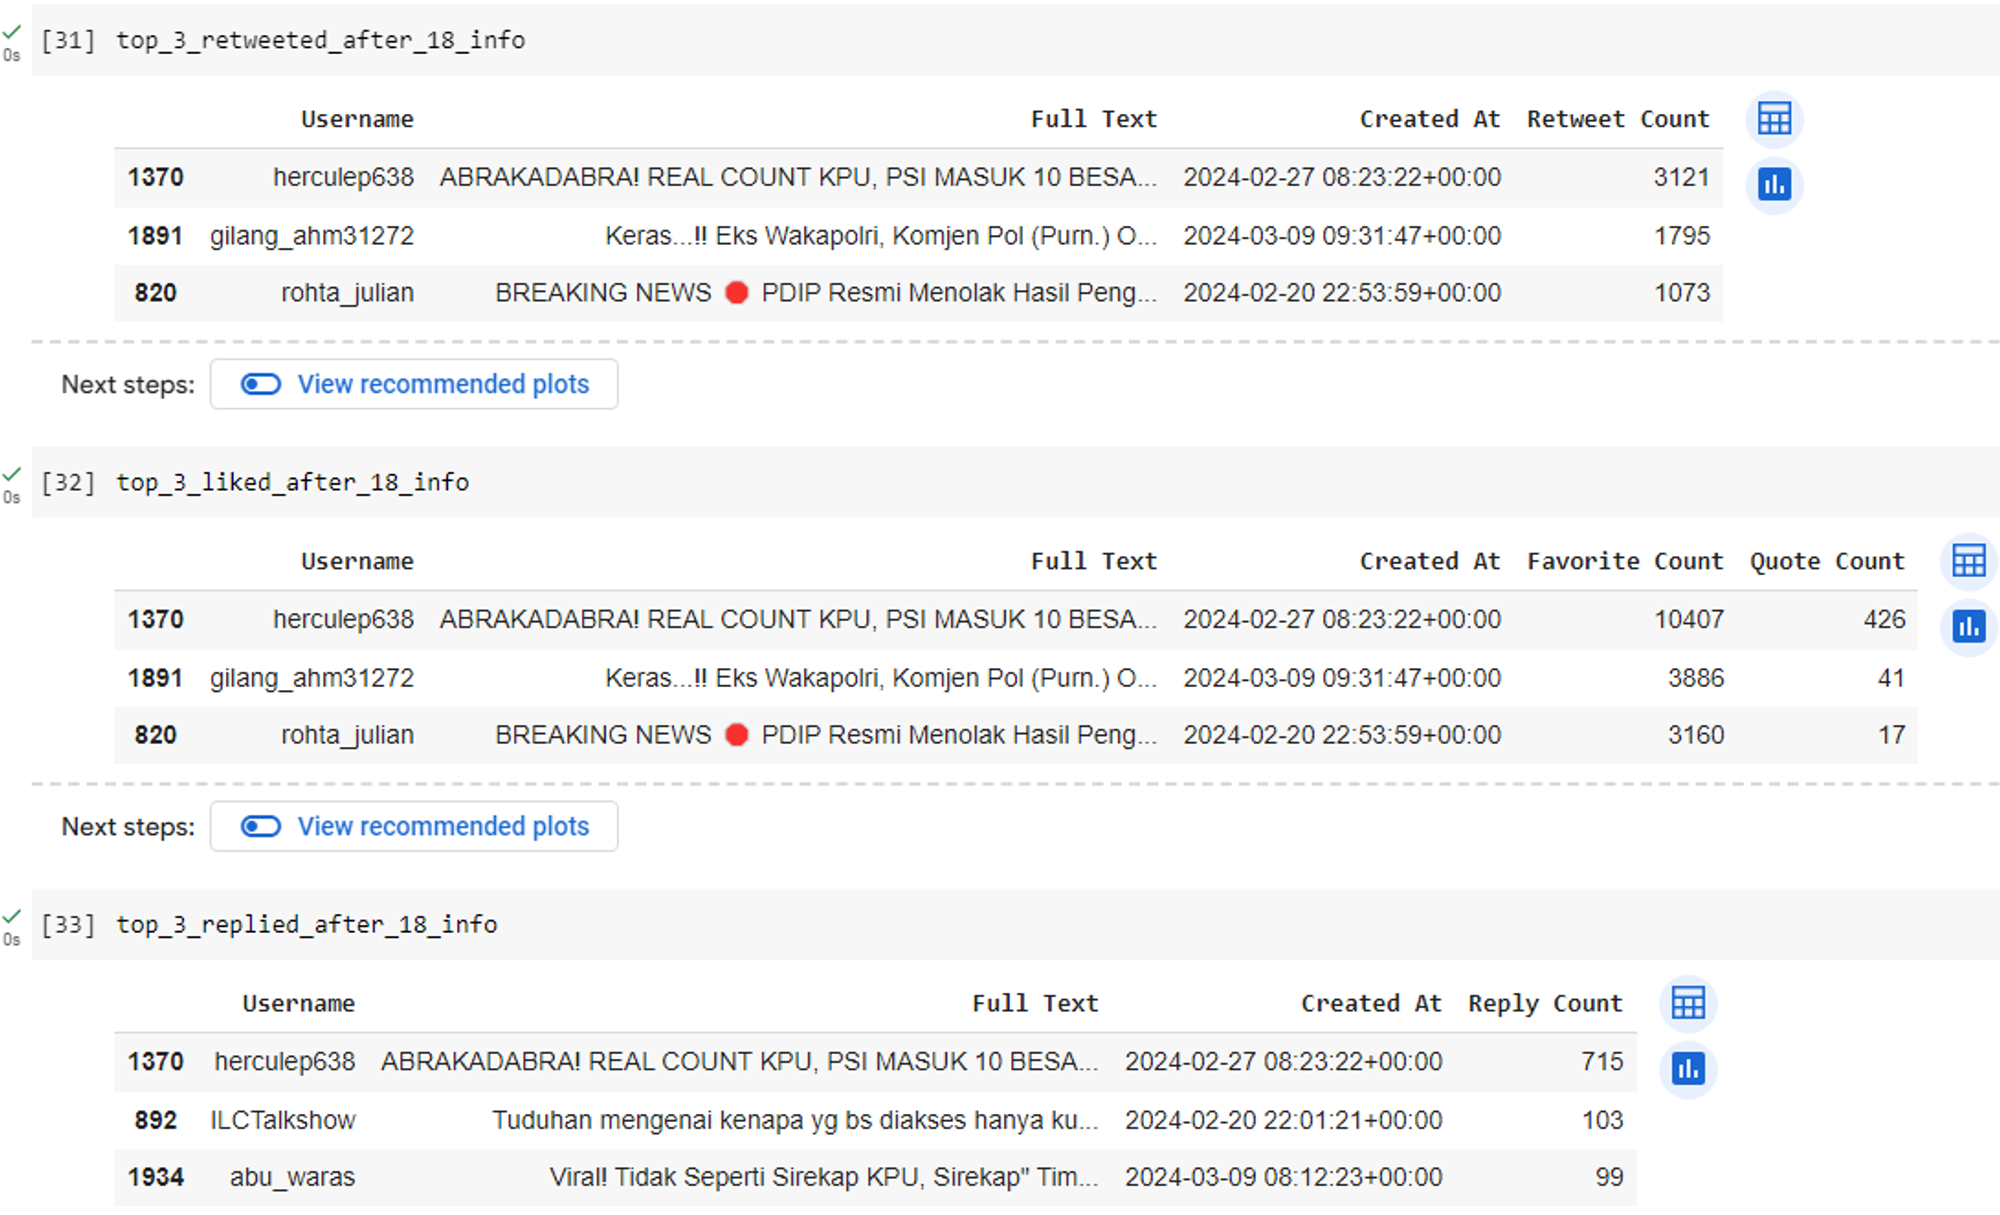 [31] top_3_retweeted_after_18_info
0s
Username Full Text Created At Retweet Count
1370 herculep638 ABRAKADABRA! REAL COUNT KPU, PSI MASUK 10 BESA... 2024-02-27 08:23:22+00:00 3121
1891 gilang_ahm31272 Keras...!! Eks Wakapolri, Komjen Pol (Purn.) O... 2024-03-09 09:31:47+00:00 1795
820 rohta_julian BREAKING NEWS 🛑 PDIP Resmi Menolak Hasil Peng... 2024-02-20 22:53:59+00:00 1073
Next steps: View recommended plots
[32] top_3_liked_after_18_info
0s
Username Full Text Created At Favorite Count Quote Count
1370 herculep638 ABRAKADABRA! REAL COUNT KPU, PSI MASUK 10 BESA... 2024-02-27 08:23:22+00:00 10407 426
1891 gilang_ahm31272 Keras...!! Eks Wakapolri, Komjen Pol (Purn.) O... 2024-03-09 09:31:47+00:00 3886 41
820 rohta_julian BREAKING NEWS 🛑 PDIP Resmi Menolak Hasil Peng... 2024-02-20 22:53:59+00:00 3160 17
Next steps: View recommended plots
[33] top_3_replied_after_18_info
0s
Username Full Text Created At Reply Count
1370 herculep638 ABRAKADABRA! REAL COUNT KPU, PSI MASUK 10 BESA... 2024-02-27 08:23:22+00:00 715
892 ILCTalkshow Tuduhan mengenai kenapa yg bs diakses hanya ku... 2024-02-20 22:01:21+00:00 103
1934 abu_waras Viral! Tidak Seperti Sirekap KPU, Sirekap" Tim... 2024-03-09 08:12:23+00:00 99